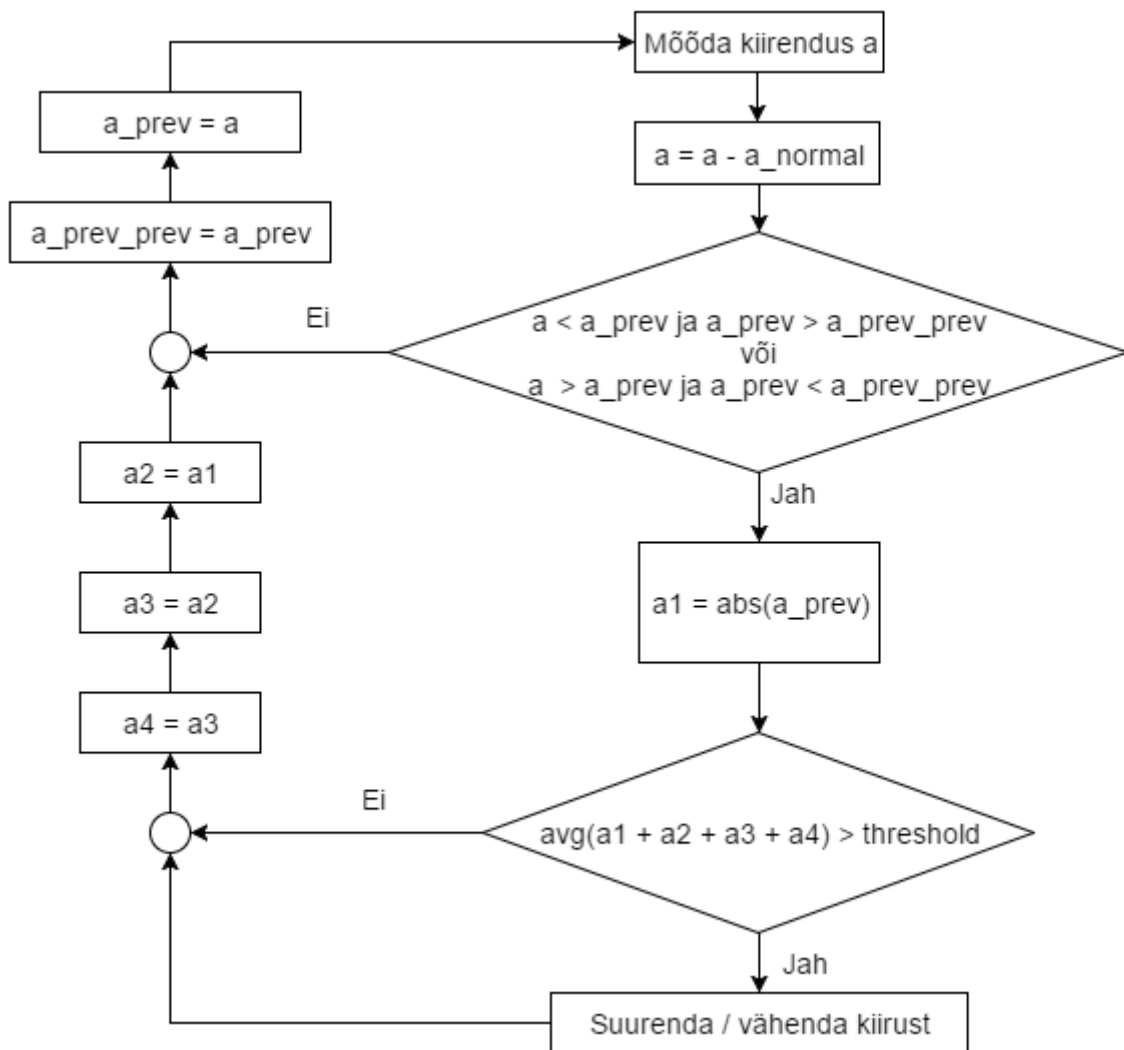 Mõõda kiirendus a
a_prev = a
a = a - a_normal
a_prev_prev = a_prev
Ei
a < a_prev ja a_prev > a_prev_prev
või
a > a_prev ja a_prev < a_prev_prev
a2 = a1
Jah
a3 = a2
a1 = abs(a_prev)
a4 = a3
Ei
avg(a1 + a2 + a3 + a4) > threshold
Jah
Suurenda / vähenda kiirust